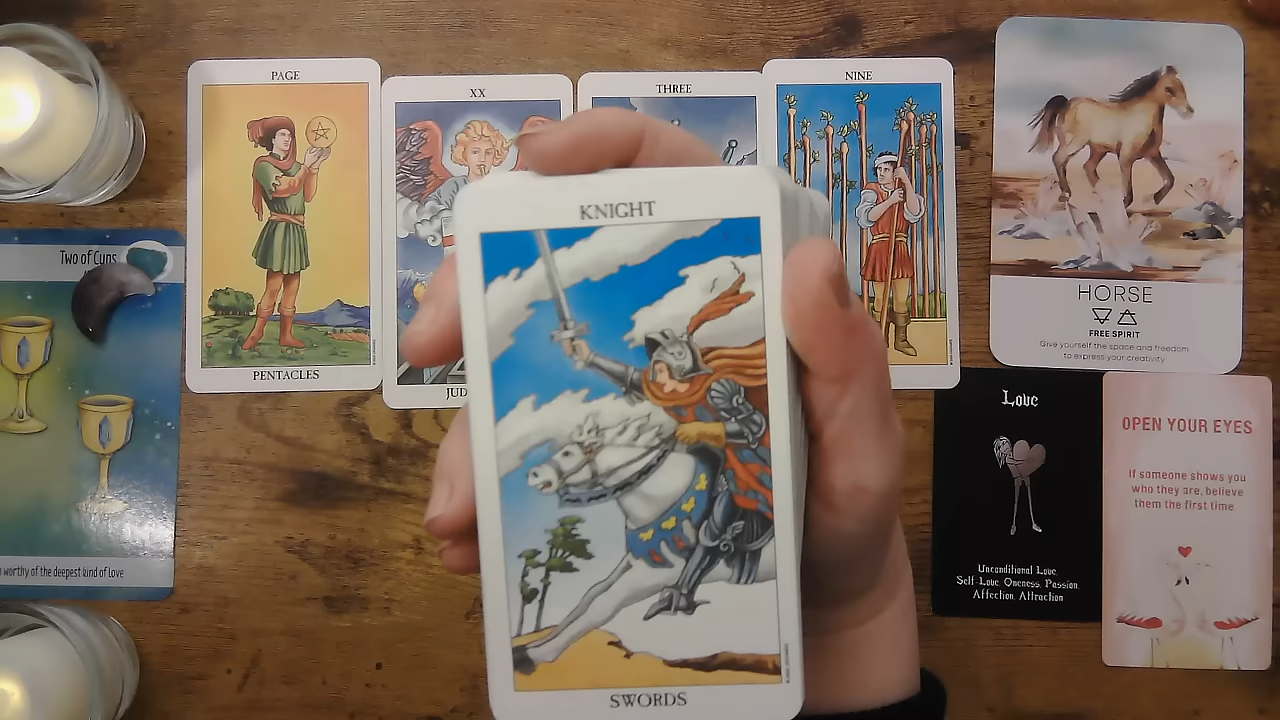 PAGE
PENTACLES
XX
JUD
THREE
NINE
KNIGHT
SWORDS
Two of Cups
worthy of the deepest kind of love
HORSE
FREE SPIRIT
Give yourself the space and freedom
to express your creativity
Love
Unconditional Love,
Self-Love, Oneness, Passion,
Affection, Attraction
OPEN YOUR EYES
If someone shows you
who they are, believe
them the first time